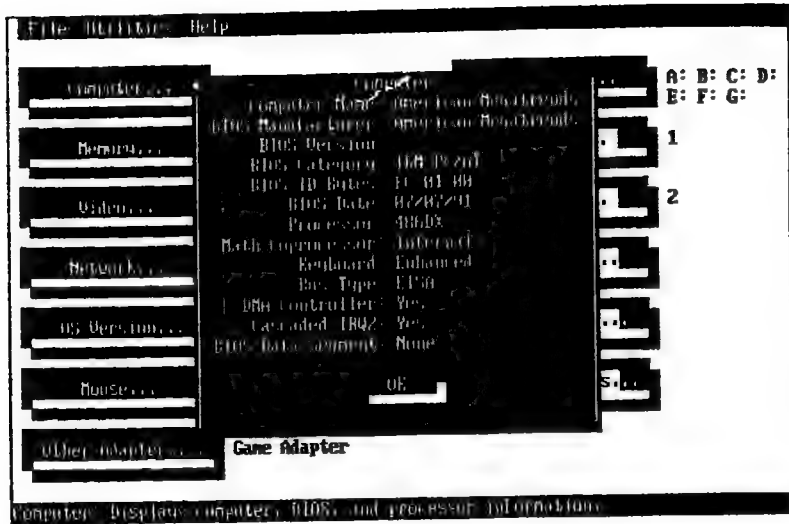 File Utilities Help
Computer...
A: B: C: D:
E: F: G:
Computer
Computer Name: American Megatrends
BIOS Manufacturer: American Megatrends
BIOS Version:
BIOS Category: IBM PC/AT
BIOS ID Bytes: FC 01 00
BIOS Date: 07/07/91
Processor: 486DX
Math Coprocessor: Internal
Keyboard: Enhanced
Bus Type: EISA
DMA Controller: Yes
Cascaded IRQ2: Yes
BIOS Data Segment: None
OK
Memory...
1
Video...
2
Network...
OS Version...
Mouse...
s...
Other Adapters...
Game Adapter
Computer: Displays computer, BIOS, and processor information.